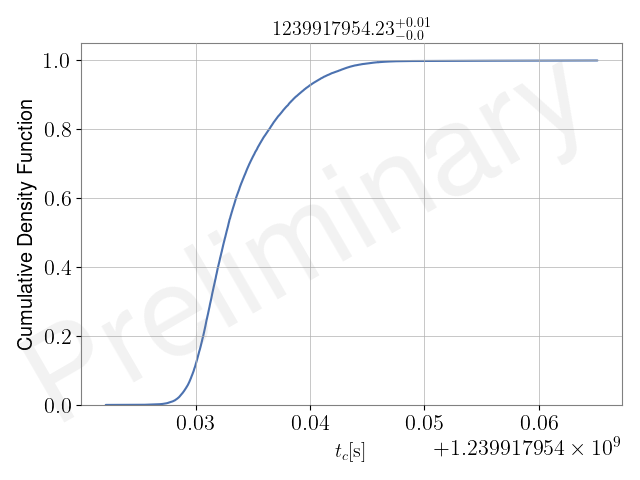 1239917954.23$^{+0.01}_{-0.0}$
Cumulative Density Function
1.0
0.8
0.6
0.4
0.2
0.0
0.03 0.04 0.05 0.06
$t_c$[s]
+1.239917954 × 10$^9$
Preliminary